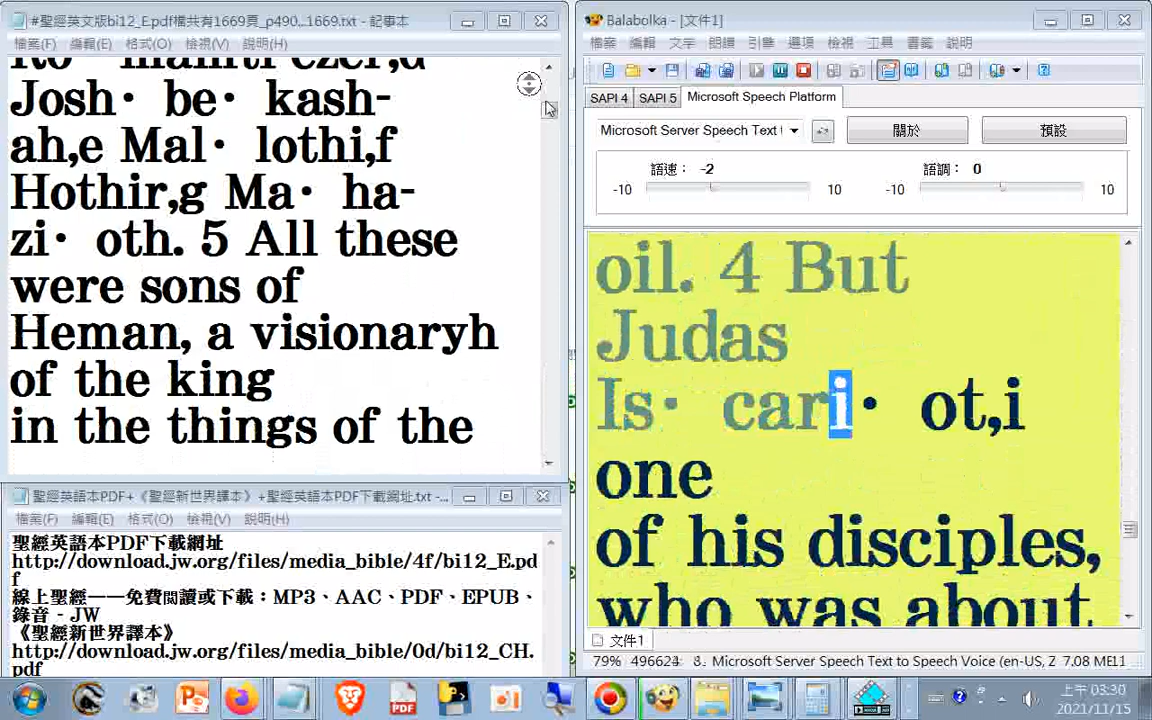 #聖經英文版bi12_E.pdf檔共有1669頁_p490,..1669.txt - 記事本
檔案(F) 編輯(E) 格式(O) 檢視(V) 說明(H)
Josh· be· kash-
ah,e Mal· lothi,f
Hothir,g Ma· ha-
zi· oth. 5 All these
were sons of
Heman, a visionaryh
of the king
in the things of the
聖經英語本PDF+《聖經新世界譯本》+聖經英語本PDF下載網址.txt -...
檔案(F) 編輯(E) 格式(O) 檢視(V) 說明(H)
聖經英語本PDF下載網址
http://download.jw.org/files/media_bible/4f/bi12_E.pd
f
線上聖經——免費閱讀或下載：MP3、AAC、PDF、EPUB、
錄音 - JW
《聖經新世界譯本》
http://download.jw.org/files/media_bible/0d/bi12_CH.
pdf
Balabolka - [文件1]
檔案 編輯 文字 朗讀 引擎 選項 檢視 工具 書籤 說明
SAPI 4 SAPI 5 Microsoft Speech Platform
Microsoft Server Speech Text 關於 預設
語速： -2 語調： 0
-10 10 -10 10
oil. 4 But
Judas
Is· cari· ot,i
one
of his disciples,
who was about
文件1
79% Microsoft Server Speech Text to Speech Voice (en-US, Z 7.08 ME11
上午 03:30
2021/11/15